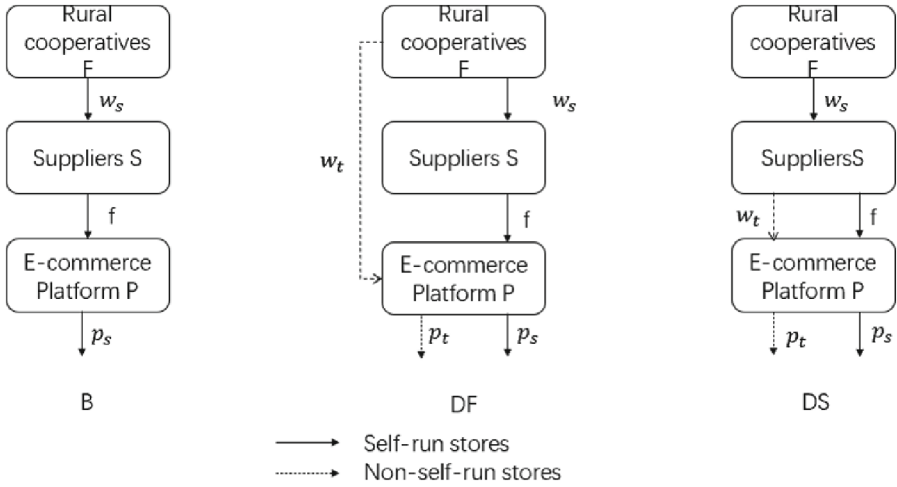 Rural
cooperatives
F
w_s
Suppliers S
f
E-commerce
Platform P
p_s
B
Rural
cooperatives
F
w_s
w_t
Suppliers S
f
E-commerce
Platform P
p_t
p_s
DF
Rural
cooperatives
F
w_s
SuppliersS
w_t
f
E-commerce
Platform P
p_t
p_s
DS
Self-run stores
Non-self-run stores